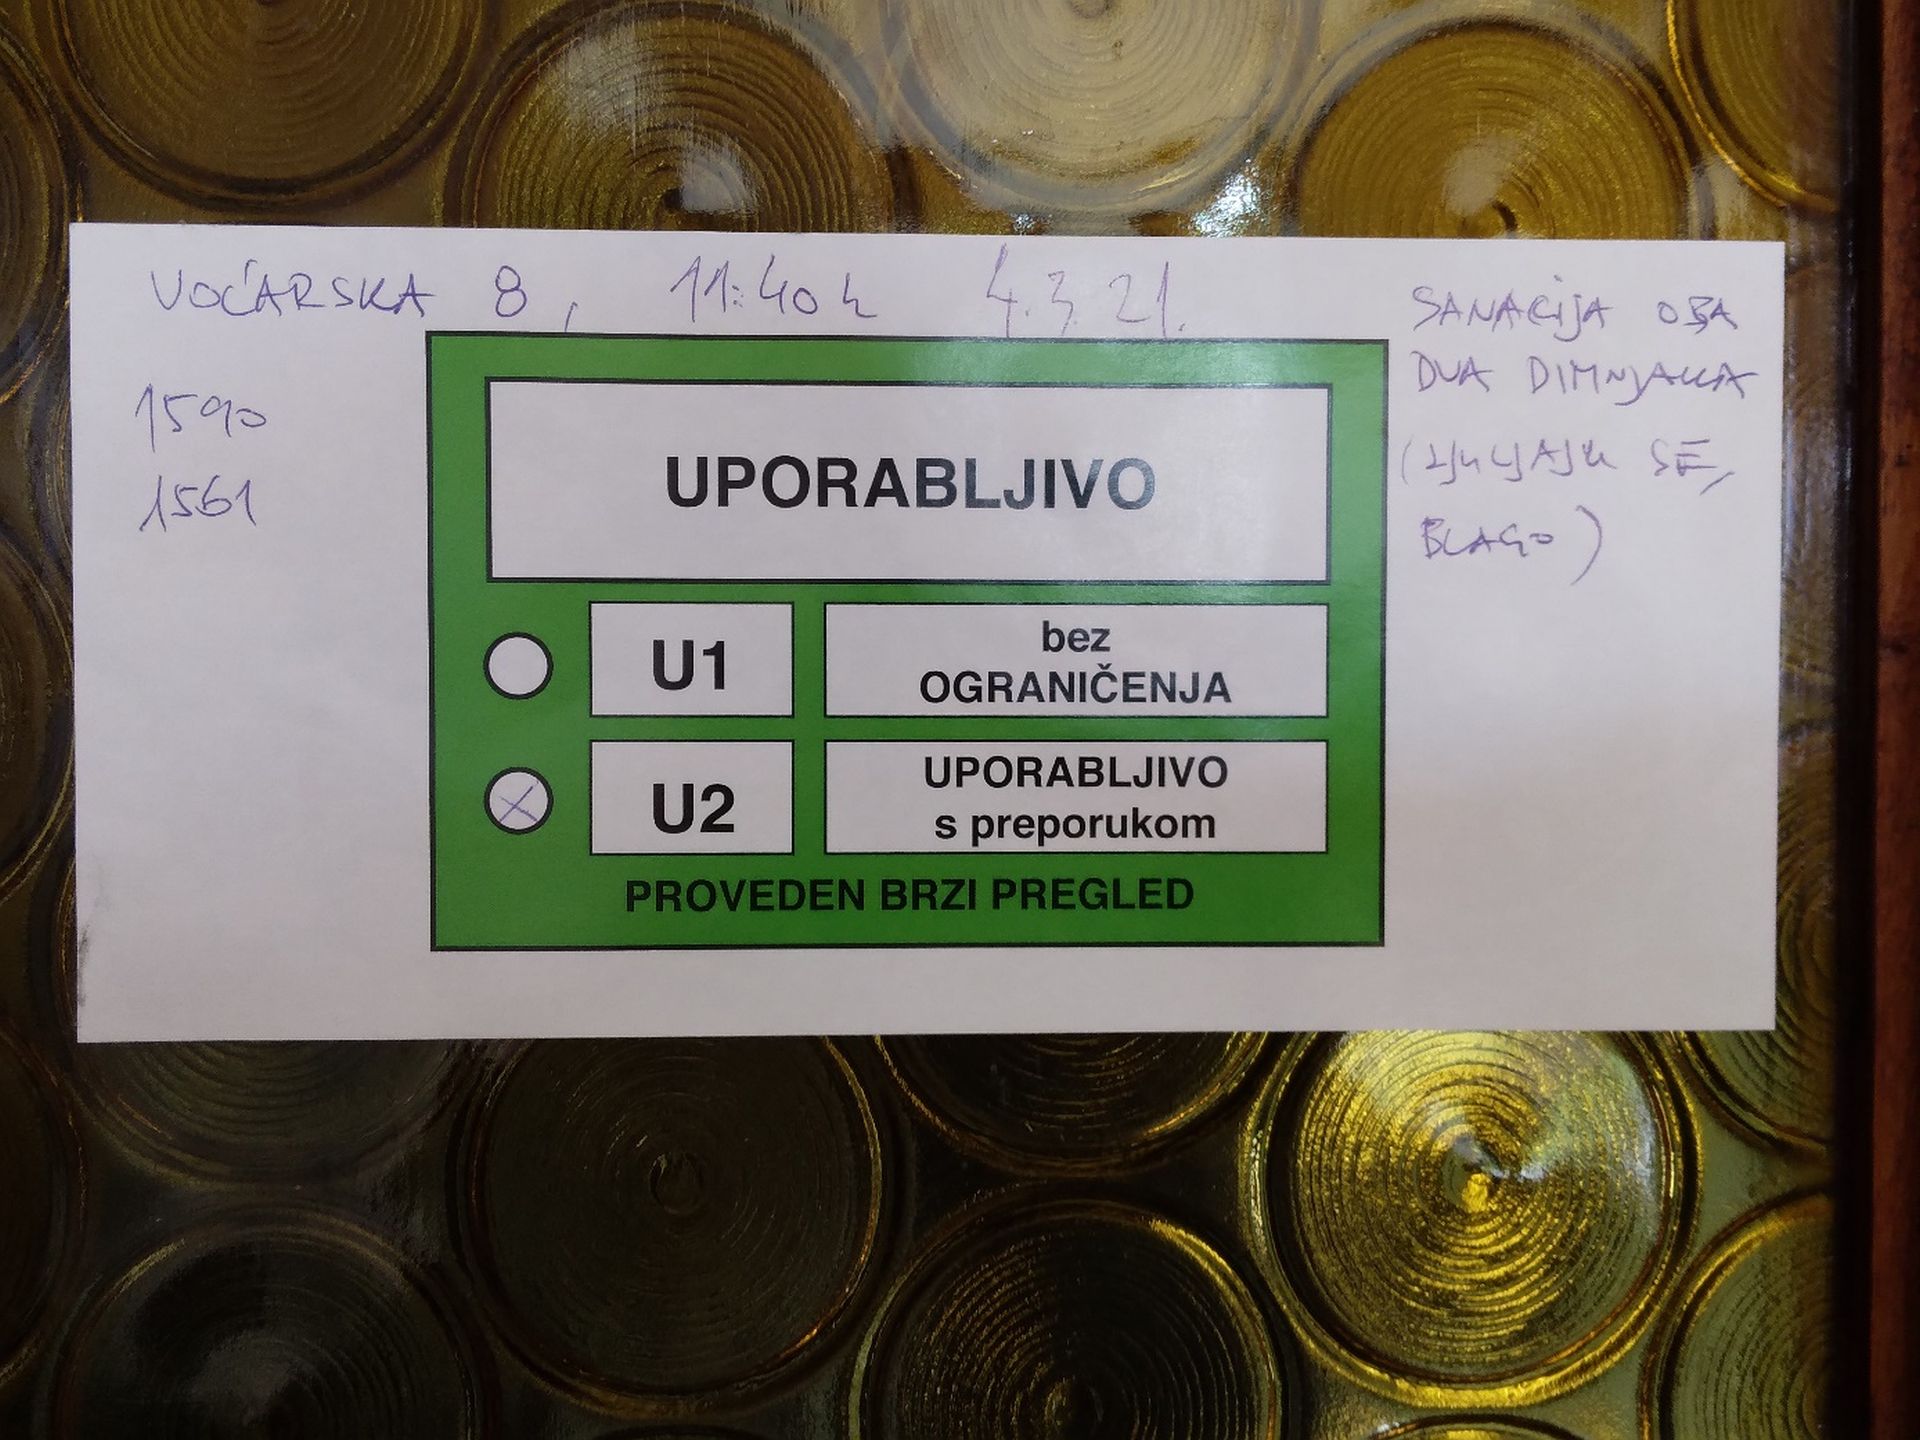 VOĆARSKA 8, 11:40 h 4.3.21.
1590
1561
SANACIJA OBA
DVA DIMNJAKA
(LJULJAJU SE,
BLAGO)
UPORABLJIVO
U1
bez
OGRANIČENJA
U2
UPORABLJIVO
s preporukom
PROVEDEN BRZI PREGLED